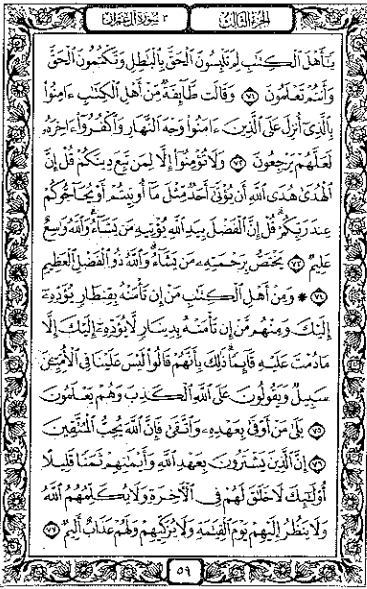 الجزء الثالث ٣ سورة آل عمران
يَـٰٓأَهْلَ ٱلْكِتَـٰبِ لِمَ تَلْبِسُونَ ٱلْحَقَّ بِٱلْبَـٰطِلِ وَتَكْتُمُونَ ٱلْحَقَّ
وَأَنتُمْ تَعْلَمُونَ ٧١ وَقَالَت طَّآئِفَةٌ مِّنْ أَهْلِ ٱلْكِتَـٰبِ ءَامِنُوا۟
بِٱلَّذِىٓ أُنزِلَ عَلَى ٱلَّذِينَ ءَامَنُوا۟ وَجْهَ ٱلنَّهَارِ وَٱكْفُرُوٓا۟ ءَاخِرَهُۥ
لَعَلَّهُمْ يَرْجِعُونَ ٧٢ وَلَا تُؤْمِنُوٓا۟ إِلَّا لِمَن تَبِعَ دِينَكُمْ قُلْ إِنَّ
ٱلْهُدَىٰ هُدَى ٱللَّهِ أَن يُؤْتَىٰٓ أَحَدٌ مِّثْلَ مَآ أُوتِيتُمْ أَوْ يُحَآجُّوكُمْ
عِندَ رَبِّكُمْ ۗ قُلْ إِنَّ ٱلْفَضْلَ بِيَدِ ٱللَّهِ يُؤْتِيهِ مَن يَشَآءُ ۗ وَٱللَّهُ وَٰسِعٌ
عَلِيمٌ ٧٣ يَخْتَصُّ بِرَحْمَتِهِۦ مَن يَشَآءُ ۗ وَٱللَّهُ ذُو ٱلْفَضْلِ ٱلْعَظِيمِ
٧٤ ۞ وَمِنْ أَهْلِ ٱلْكِتَـٰبِ مَنْ إِن تَأْمَنْهُ بِقِنطَارٍ يُؤَدِّهِۦٓ
إِلَيْكَ وَمِنْهُم مَّنْ إِن تَأْمَنْهُ بِدِينَارٍ لَّا يُؤَدِّهِۦٓ إِلَيْكَ إِلَّا
مَا دُمْتَ عَلَيْهِ قَآئِمًا ۗ ذَٰلِكَ بِأَنَّهُمْ قَالُوا۟ لَيْسَ عَلَيْنَا فِى ٱلْأُمِّيِّـۧنَ
سَبِيلٌ وَيَقُولُونَ عَلَى ٱللَّهِ ٱلْكَذِبَ وَهُمْ يَعْلَمُونَ
٧٥ بَلَىٰ مَنْ أَوْفَىٰ بِعَهْدِهِۦ وَٱتَّقَىٰ فَإِنَّ ٱللَّهَ يُحِبُّ ٱلْمُتَّقِينَ
٧٦ إِنَّ ٱلَّذِينَ يَشْتَرُونَ بِعَهْدِ ٱللَّهِ وَأَيْمَـٰنِهِمْ ثَمَنًا قَلِيلًا
أُو۟لَـٰٓئِكَ لَا خَلَـٰقَ لَهُمْ فِى ٱلْـَٔاخِرَةِ وَلَا يُكَلِّمُهُمُ ٱللَّهُ
وَلَا يَنظُرُ إِلَيْهِمْ يَوْمَ ٱلْقِيَـٰمَةِ وَلَا يُزَكِّيهِمْ وَلَهُمْ عَذَابٌ أَلِيمٌ ٧٧
٥٩